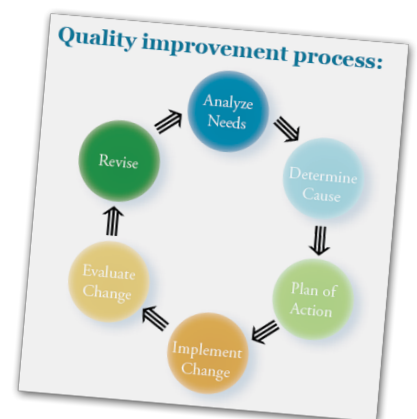 Quality improvement process:
Analyze
Needs
Determine
Cause
Plan of
Action
Implement
Change
Evaluate
Change
Revise